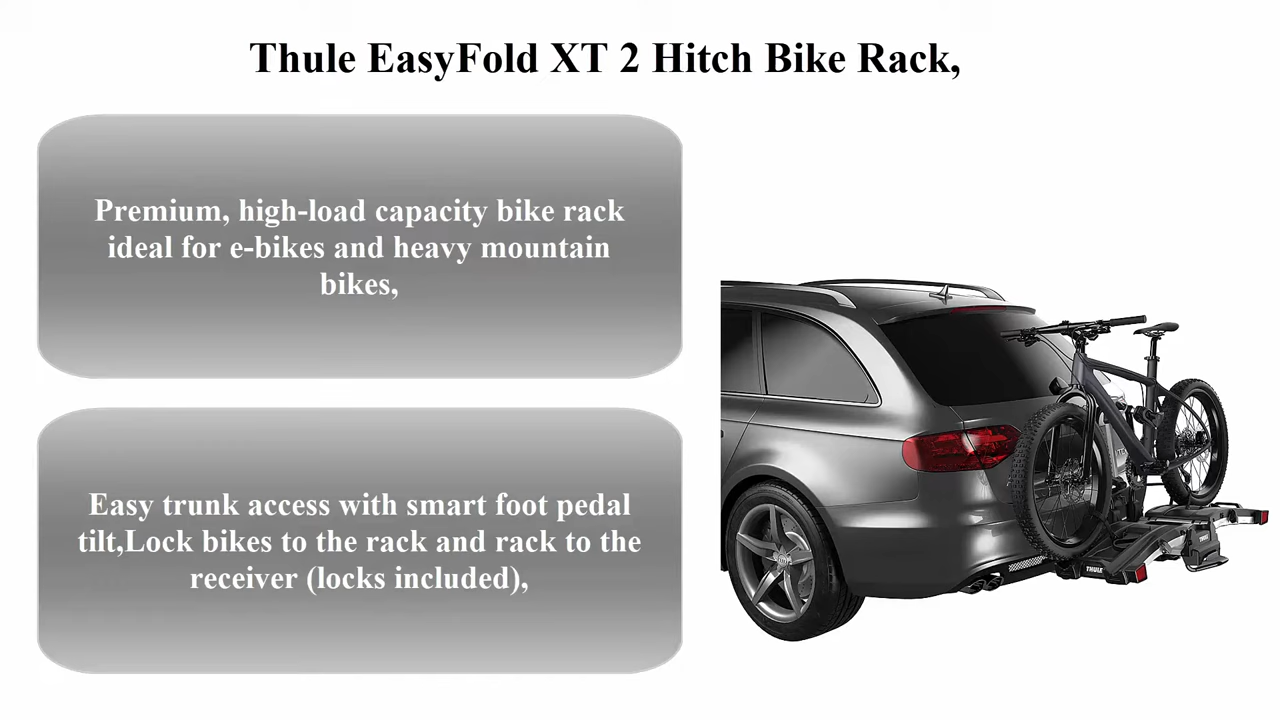 Thule EasyFold XT 2 Hitch Bike Rack,
Premium, high-load capacity bike rack
ideal for e-bikes and heavy mountain
bikes,
Easy trunk access with smart foot pedal
tilt,Lock bikes to the rack and rack to the
receiver (locks included),
THULE